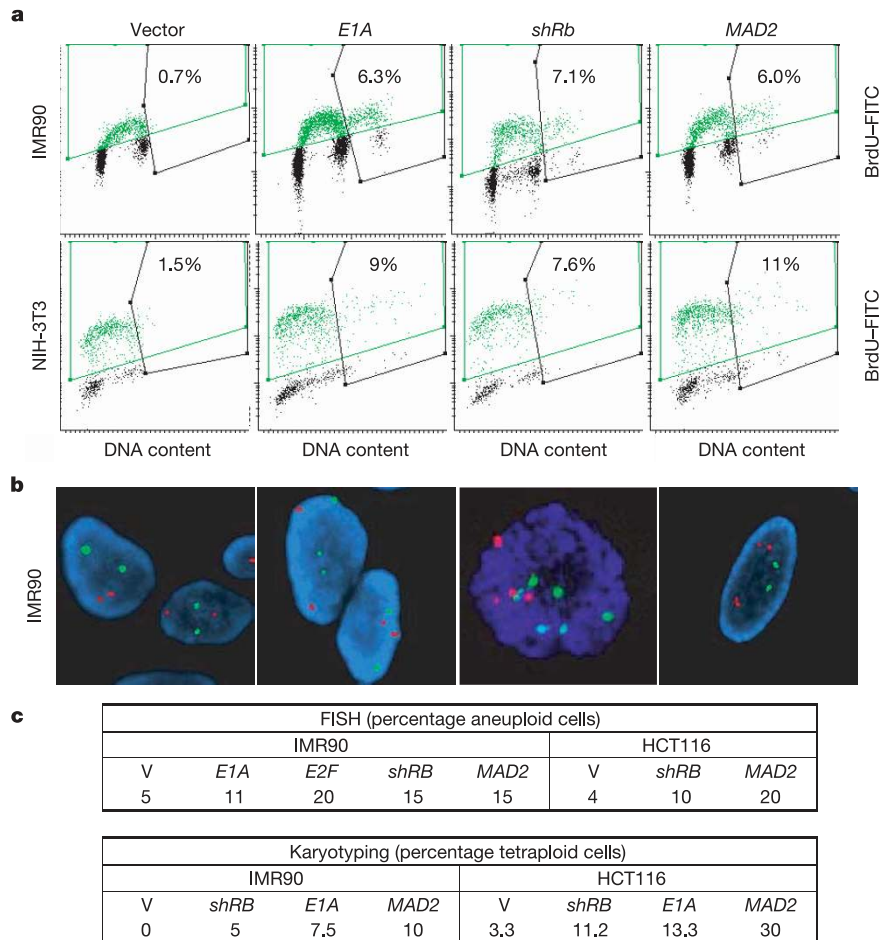 a
Vector E1A shRb MAD2
IMR90 0.7% 6.3% 7.1% 6.0% BrdU–FITC
NIH-3T3 1.5% 9% 7.6% 11% BrdU–FITC
DNA content DNA content DNA content DNA content
b
IMR90
c
FISH (percentage aneuploid cells)
IMR90 HCT116
V E1A E2F shRB MAD2 V shRB MAD2
5 11 20 15 15 4 10 20
Karyotyping (percentage tetraploid cells)
IMR90 HCT116
V shRB E1A MAD2 V shRB E1A MAD2
0 5 7.5 10 3.3 11.2 13.3 30